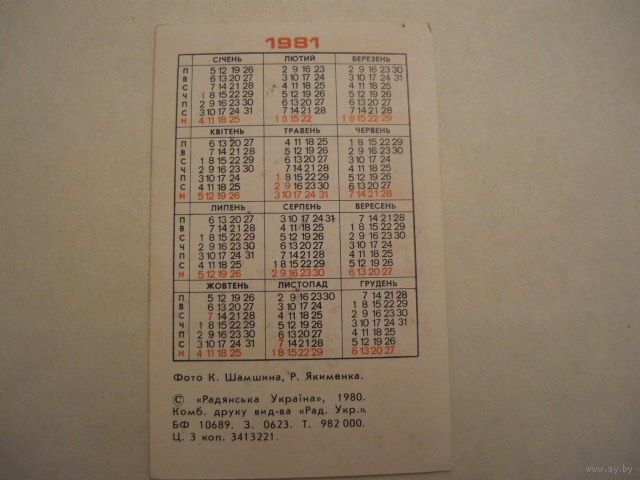 1981
СІЧЕНЬ ЛЮТИЙ БЕРЕЗЕНЬ
П 5 12 19 26 2 9 16 23 2 9 16 23 30
В 6 13 20 27 3 10 17 24 3 10 17 24 31
С 7 14 21 28 4 11 18 25 4 11 18 25
Ч 1 8 15 22 29 5 12 19 26 5 12 19 26
П 2 9 16 23 30 6 13 20 27 6 13 20 27
С 3 10 17 24 31 7 14 21 28 7 14 21 28
Н 4 11 18 25 1 8 15 22 1 8 15 22 29
КВІТЕНЬ ТРАВЕНЬ ЧЕРВЕНЬ
П 6 13 20 27 4 11 18 25 1 8 15 22 29
В 7 14 21 28 5 12 19 26 2 9 16 23 30
С 1 8 15 22 29 6 13 20 27 3 10 17 24
Ч 2 9 16 23 30 7 14 21 28 4 11 18 25
П 3 10 17 24 1 8 15 22 29 5 12 19 26
С 4 11 18 25 2 9 16 23 30 6 13 20 27
Н 5 12 19 26 3 10 17 24 31 7 14 21 28
ЛИПЕНЬ СЕРПЕНЬ ВЕРЕСЕНЬ
П 6 13 20 27 3 10 17 24 31 7 14 21 28
В 7 14 21 28 4 11 18 25 1 8 15 22 29
С 1 8 15 22 29 5 12 19 26 2 9 16 23 30
Ч 2 9 16 23 30 6 13 20 27 3 10 17 24
П 3 10 17 24 31 7 14 21 28 4 11 18 25
С 4 11 18 25 1 8 15 22 29 5 12 19 26
Н 5 12 19 26 2 9 16 23 30 6 13 20 27
ЖОВТЕНЬ ЛИСТОПАД ГРУДЕНЬ
П 5 12 19 26 2 9 16 23 30 7 14 21 28
В 6 13 20 27 3 10 17 24 1 8 15 22 29
С 7 14 21 28 4 11 18 25 2 9 16 23 30
Ч 1 8 15 22 29 5 12 19 26 3 10 17 24 31
П 2 9 16 23 30 6 13 20 27 4 11 18 25
С 3 10 17 24 31 7 14 21 28 5 12 19 26
Н 4 11 18 25 1 8 15 22 29 6 13 20 27
Фото К. Шамшина, Р. Якименка.
© «Радянська Україна», 1980.
Комб. друку вид-ва «Рад. Укр.».
БФ 10689. З. 0623. Т. 982 000.
Ц. 3 коп. 3413221.
www.ay.by